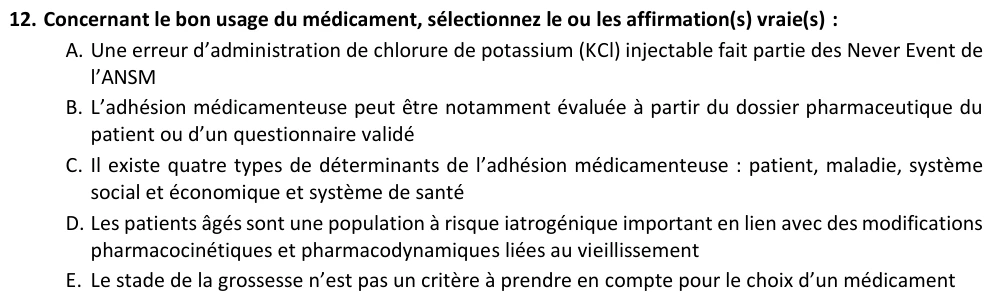 12. Concernant le bon usage du médicament, sélectionnez le ou les affirmation(s) vraie(s) :
A. Une erreur d’administration de chlorure de potassium (KCl) injectable fait partie des Never Event de
l’ANSM
B. L’adhésion médicamenteuse peut être notamment évaluée à partir du dossier pharmaceutique du
patient ou d’un questionnaire validé
C. Il existe quatre types de déterminants de l’adhésion médicamenteuse : patient, maladie, système
social et économique et système de santé
D. Les patients âgés sont une population à risque iatrogénique important en lien avec des modifications
pharmacocinétiques et pharmacodynamiques liées au vieillissement
E. Le stade de la grossesse n’est pas un critère à prendre en compte pour le choix d’un médicament